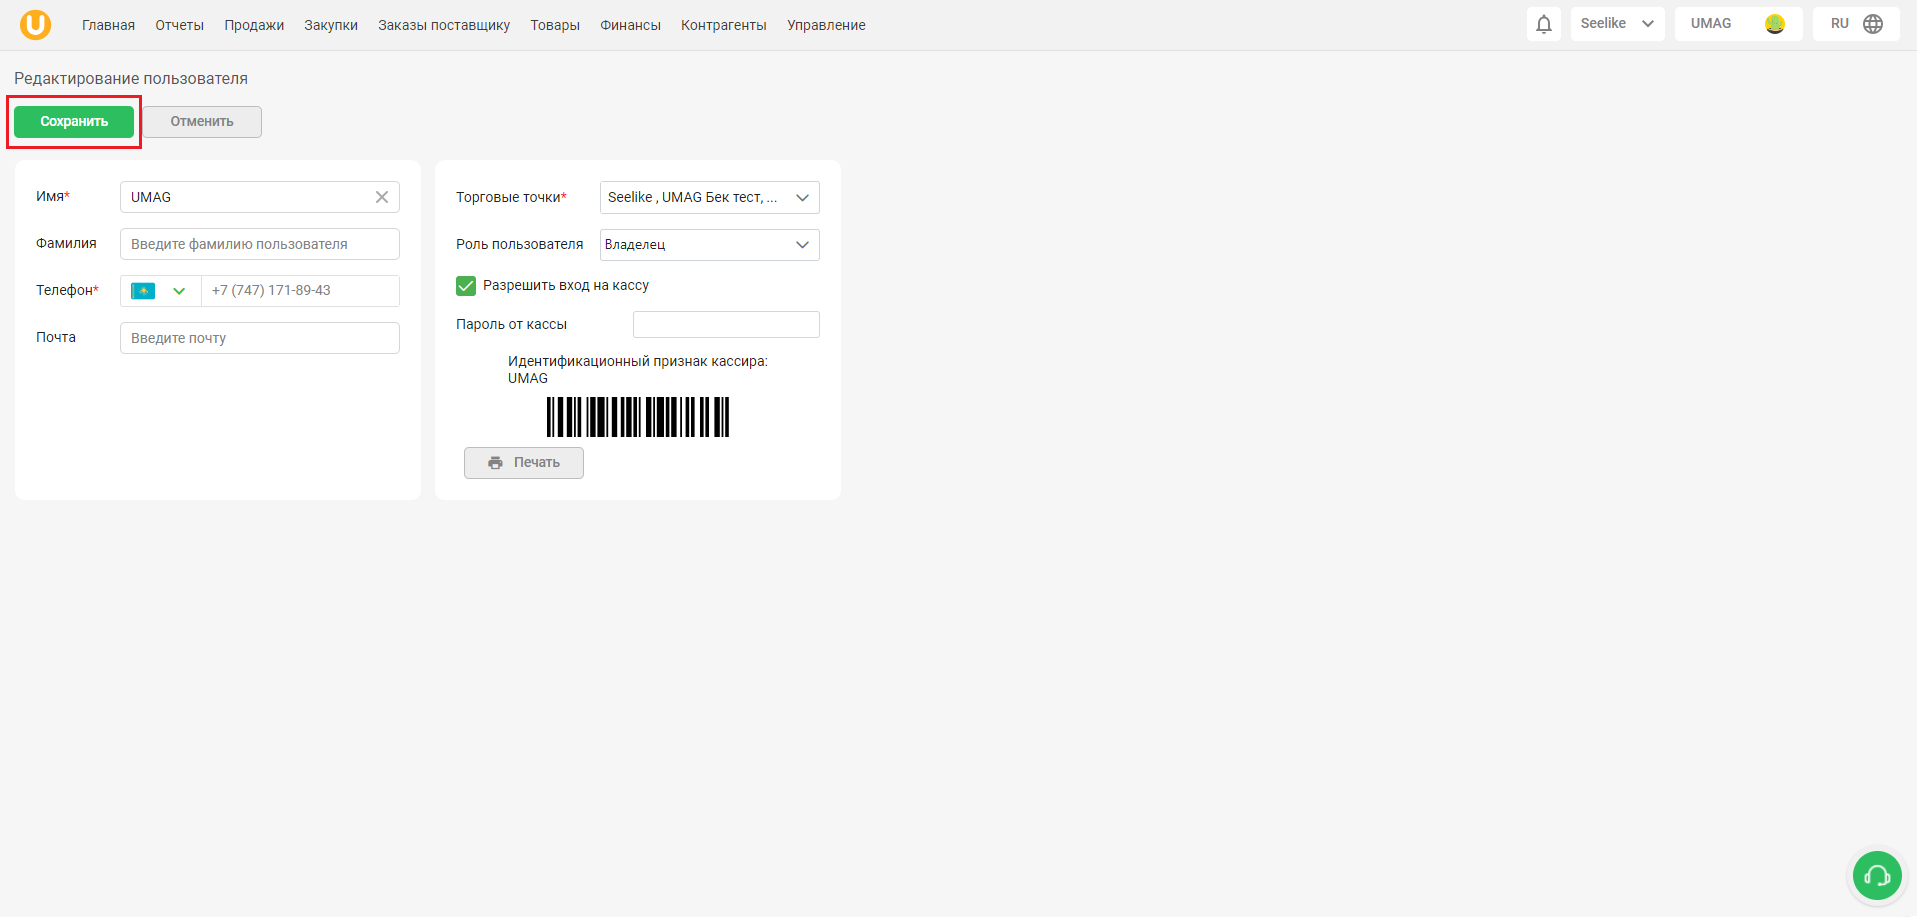 U Главная Отчеты Продажи Закупки Заказы поставщику Товары Финансы Контрагенты Управление Seelike UMAG RU
Редактирование пользователя
Сохранить Отменить
Имя* UMAG
Фамилия Введите фамилию пользователя
Телефон* +7 (747) 171-89-43
Почта Введите почту
Торговые точки* Seelike , UMAG Бек тест, ...
Роль пользователя Владелец
Разрешить вход на кассу
Пароль от кассы
Идентификационный признак кассира:
UMAG
Печать